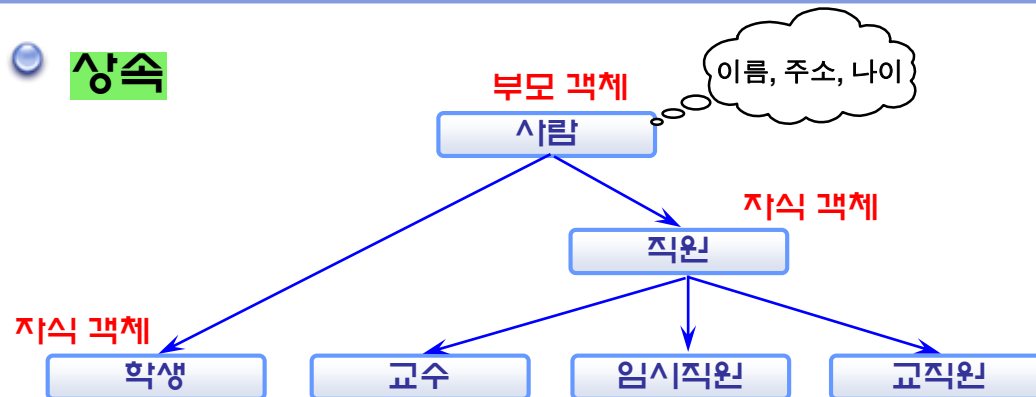 상속
이름, 주소, 나이
부모 객체
사람
자식 객체
직원
자식 객체
학생
교수
임시직원
교직원